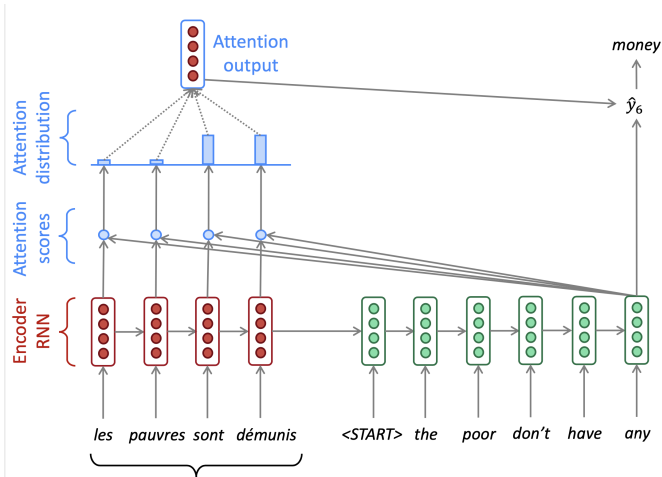 Attention
output
money
ŷ6
Attention
distribution
Attention
scores
Encoder
RNN
les pauvres sont démunis <START> the poor don't have any